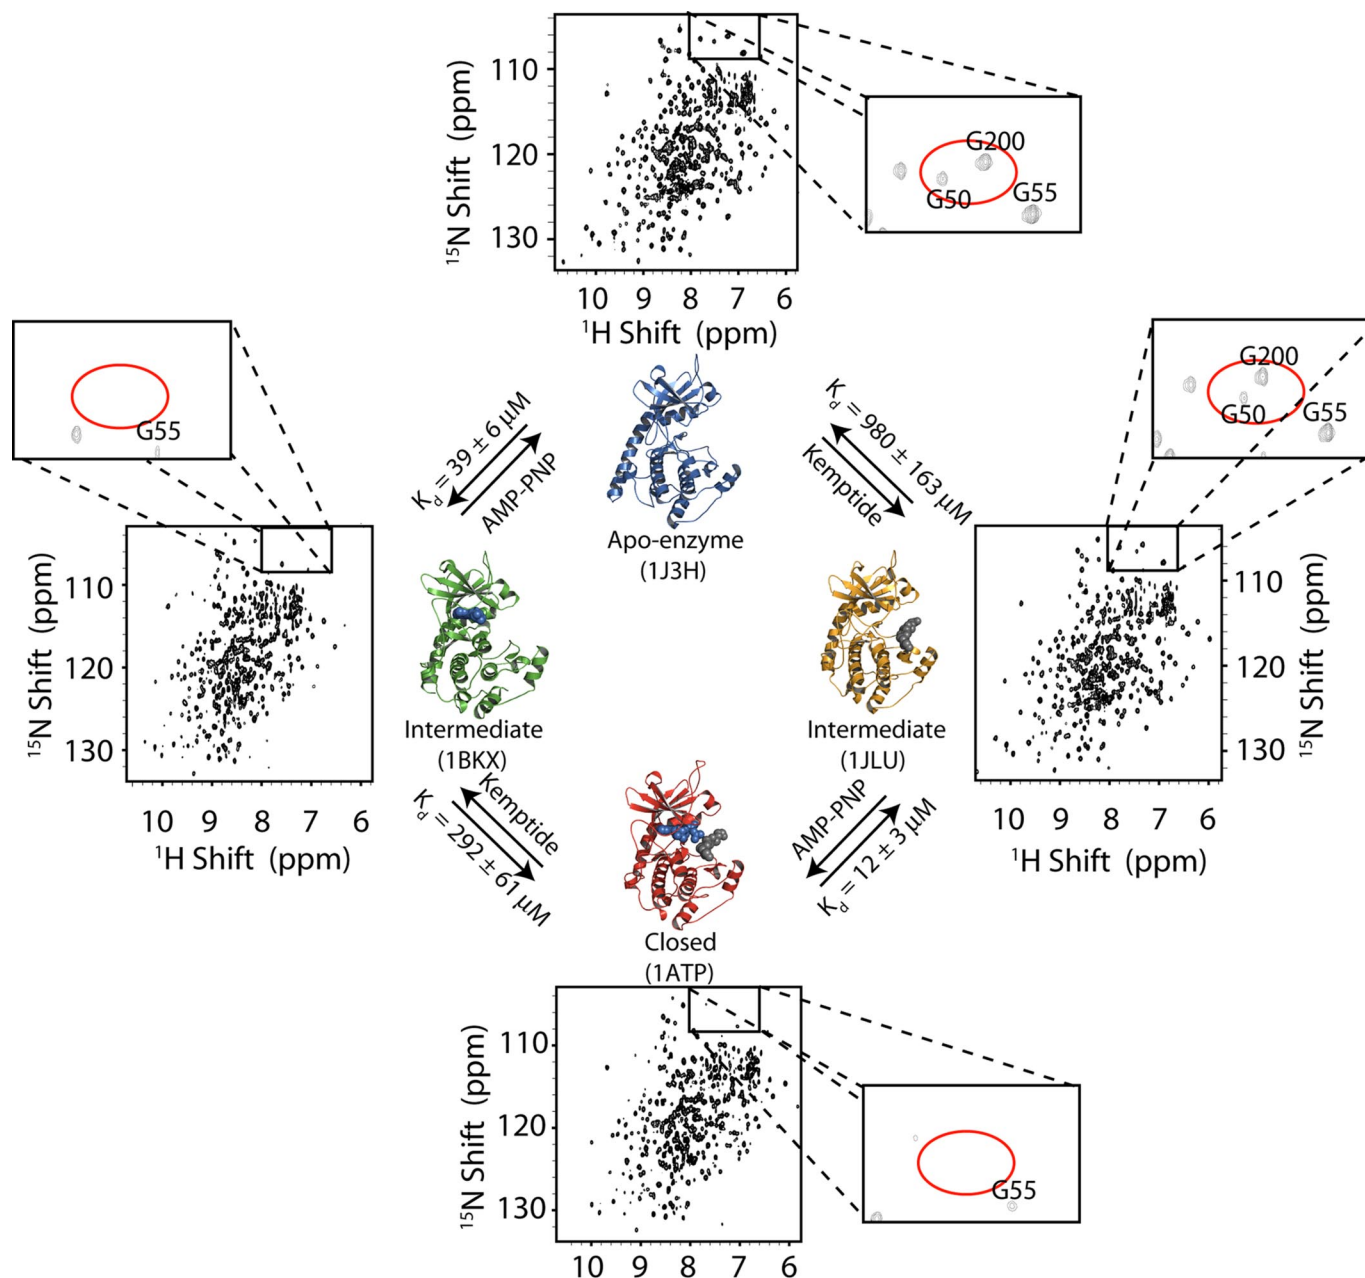 110
120
130
¹⁵N Shift (ppm)
10 9 8 7 6
¹H Shift (ppm)
G200
G50
G55
G55
G200
G50
G55
K_d = 39 ± 6 µM
AMP-PNP
K_d = 980 ± 163 µM
Kemptide
Apo-enzyme
(1J3H)
110
120
130
¹⁵N Shift (ppm)
10 9 8 7 6
¹H Shift (ppm)
Intermediate
(1BKX)
Intermediate
(1JLU)
110
120
130
¹⁵N Shift (ppm)
10 9 8 7 6
¹H Shift (ppm)
Kemptide
K_d = 292 ± 61 µM
AMP-PNP
K_d = 12 ± 3 µM
Closed
(1ATP)
110
120
130
¹⁵N Shift (ppm)
10 9 8 7 6
G55